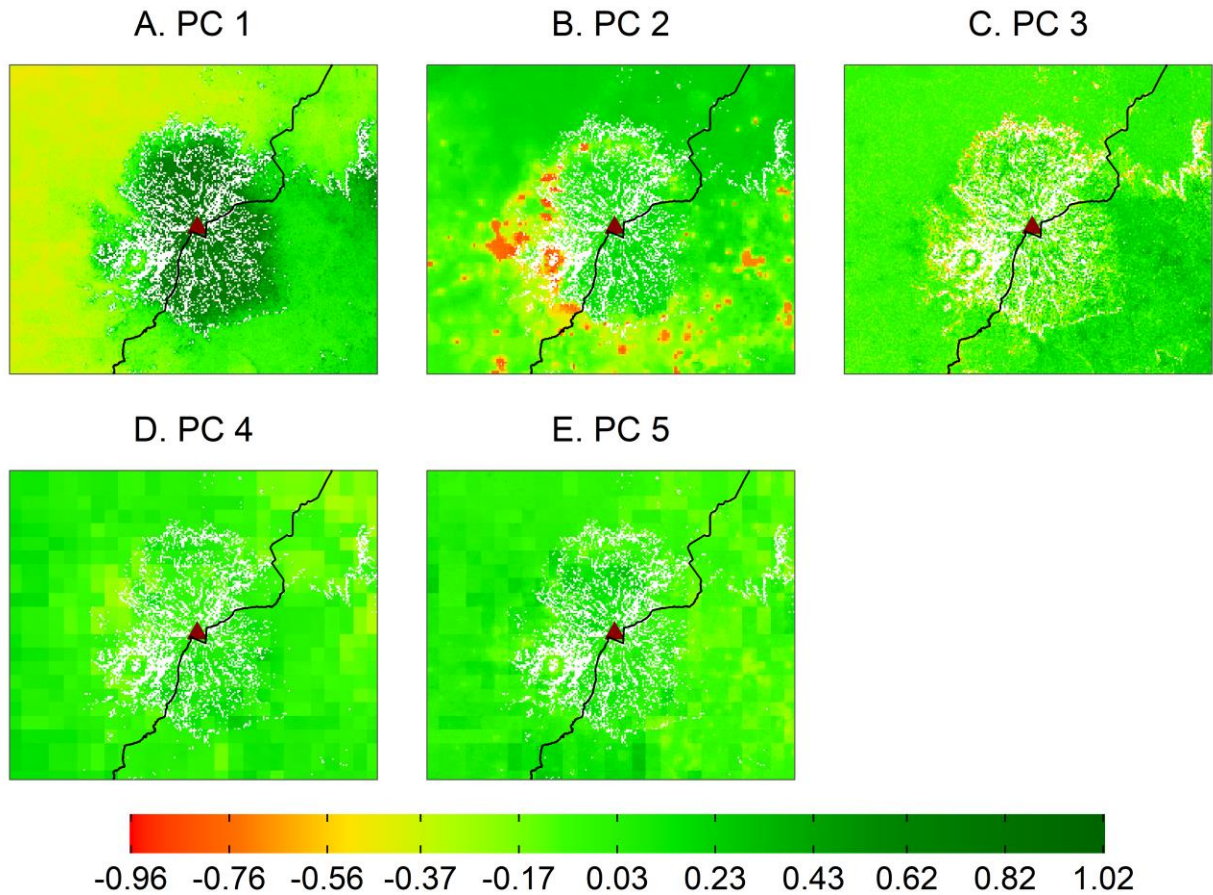 A. PC 1
B. PC 2
C. PC 3
D. PC 4
E. PC 5
-0.96 -0.76 -0.56 -0.37 -0.17 0.03 0.23 0.43 0.62 0.82 1.02